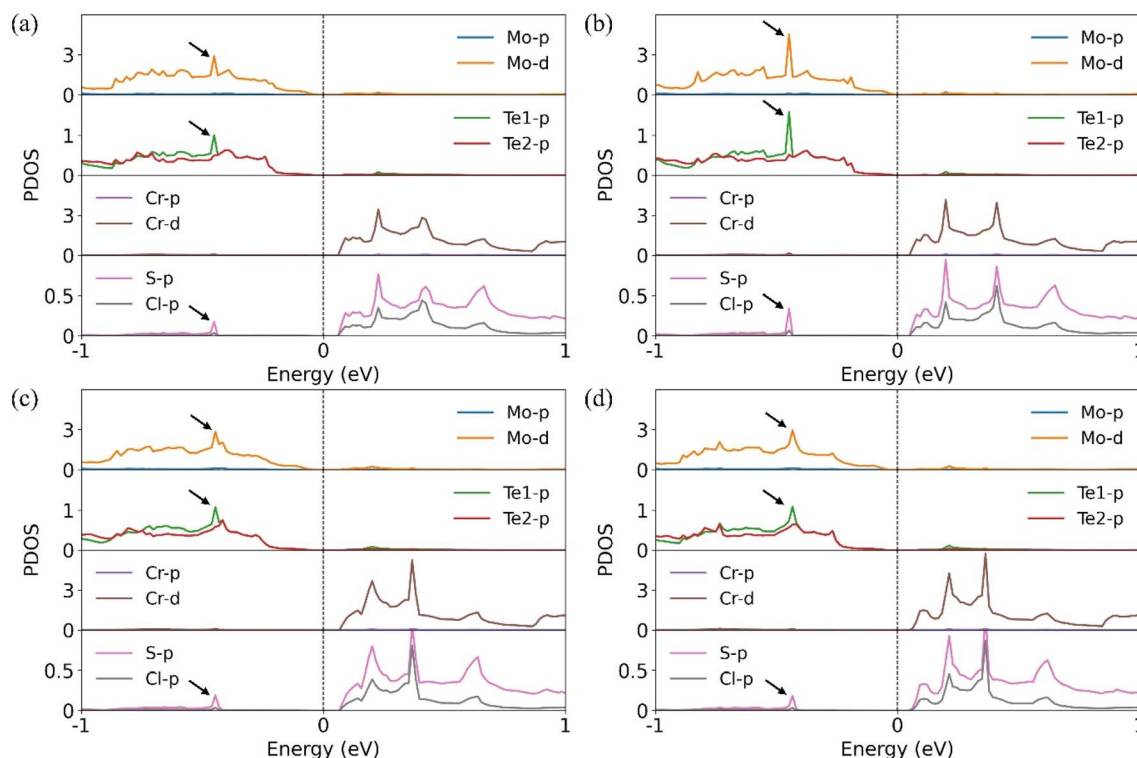 (a)
PDOS
3
0
Mo-p
Mo-d
1
0
Te1-p
Te2-p
3
0
Cr-p
Cr-d
0.5
0
S-p
Cl-p
-1
0
1
Energy (eV)
(b)
PDOS
3
0
Mo-p
Mo-d
1
0
Te1-p
Te2-p
3
0
Cr-p
Cr-d
0.5
0
S-p
Cl-p
-1
0
1
Energy (eV)
(c)
PDOS
3
0
Mo-p
Mo-d
1
0
Te1-p
Te2-p
3
0
Cr-p
Cr-d
0.5
0
S-p
Cl-p
-1
0
1
Energy (eV)
(d)
PDOS
3
0
Mo-p
Mo-d
1
0
Te1-p
Te2-p
3
0
Cr-p
Cr-d
0.5
0
S-p
Cl-p
-1
0
1
Energy (eV)